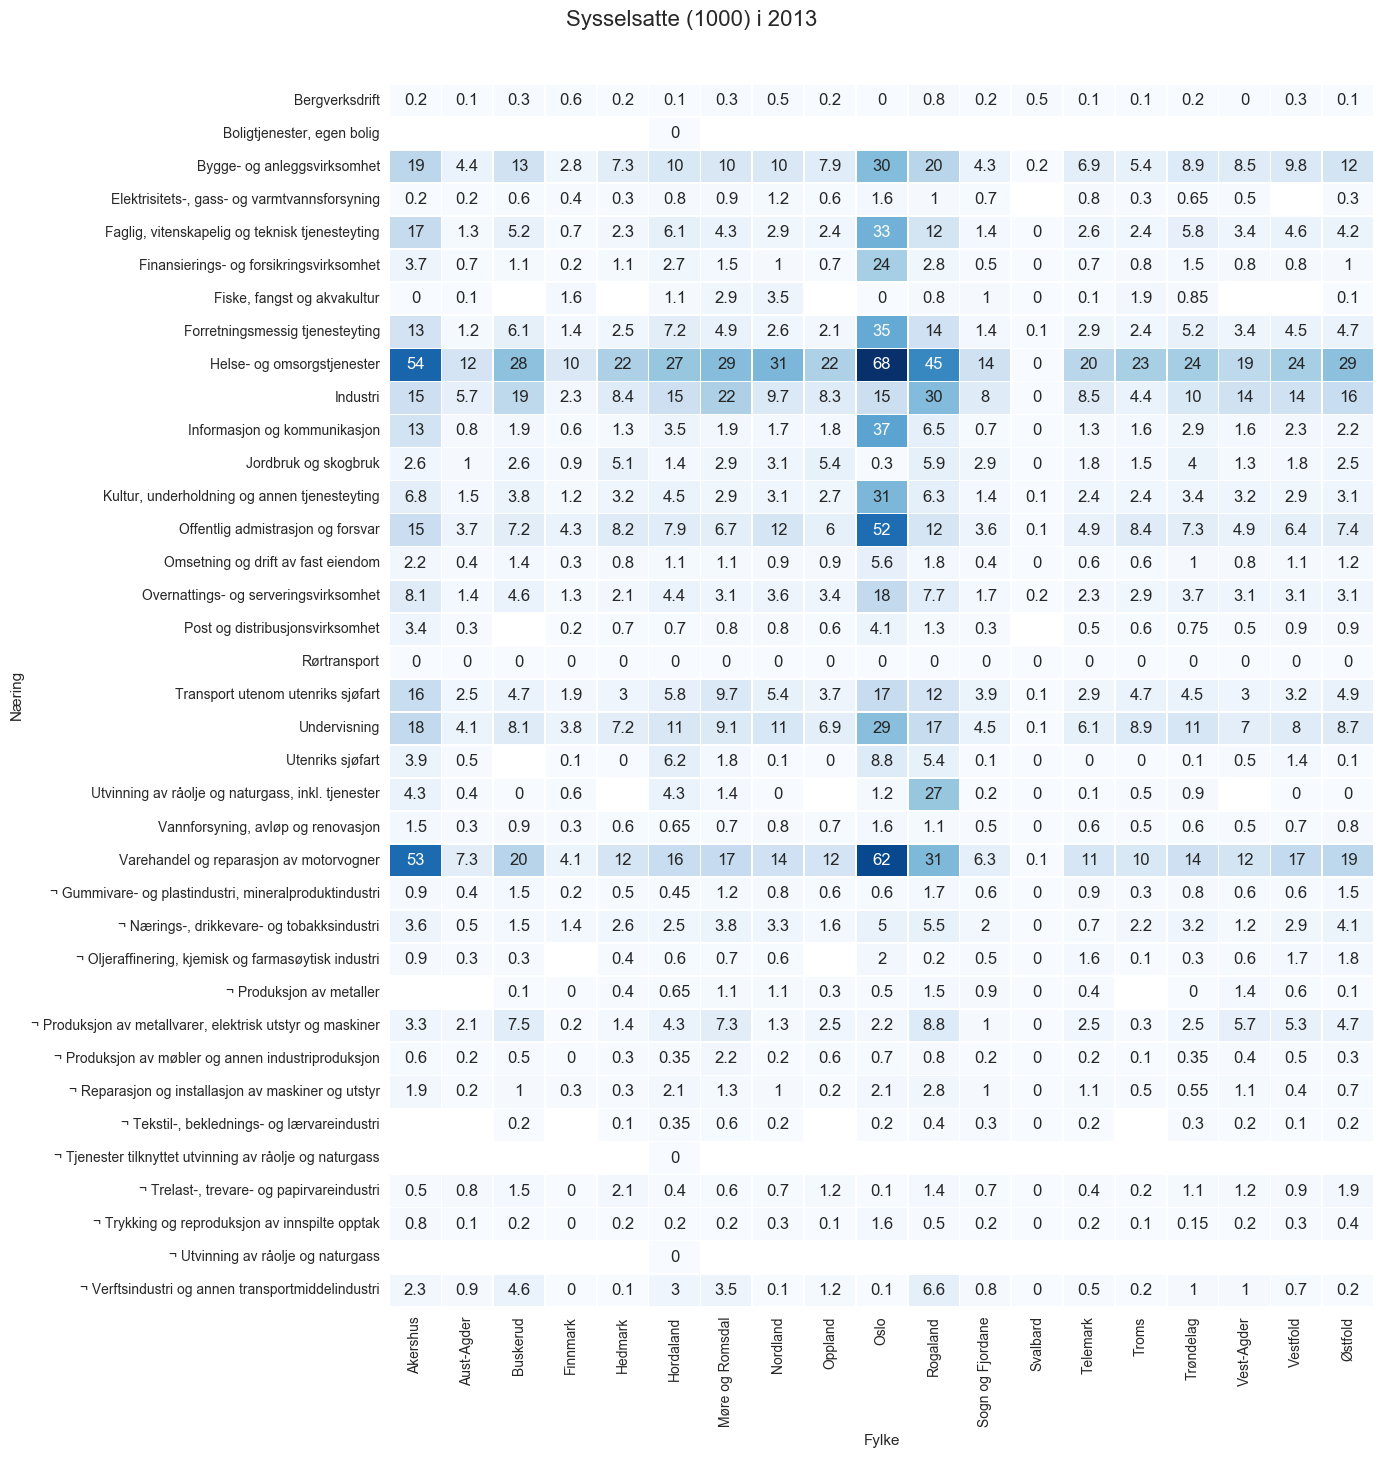 Sysselsatte (1000) i 2013
Bergverksdrift 0.2 0.1 0.3 0.6 0.2 0.1 0.3 0.5 0.2 0 0.8 0.2 0.5 0.1 0.1 0.2 0 0.3 0.1
Boligtjenester, egen bolig 0
Bygge- og anleggsvirksomhet 19 4.4 13 2.8 7.3 10 10 10 7.9 30 20 4.3 0.2 6.9 5.4 8.9 8.5 9.8 12
Elektrisitets-, gass- og varmtvannsforsyning 0.2 0.2 0.6 0.4 0.3 0.8 0.9 1.2 0.6 1.6 1 0.7 0.8 0.3 0.65 0.5 0.3
Faglig, vitenskapelig og teknisk tjenesteyting 17 1.3 5.2 0.7 2.3 6.1 4.3 2.9 2.4 33 12 1.4 0 2.6 2.4 5.8 3.4 4.6 4.2
Finansierings- og forsikringsvirksomhet 3.7 0.7 1.1 0.2 1.1 2.7 1.5 1 0.7 24 2.8 0.5 0 0.7 0.8 1.5 0.8 0.8 1
Fiske, fangst og akvakultur 0 0.1 1.6 1.1 2.9 3.5 0 0.8 1 0 0.1 1.9 0.85 0.1
Forretningsmessig tjenesteyting 13 1.2 6.1 1.4 2.5 7.2 4.9 2.6 2.1 35 14 1.4 0.1 2.9 2.4 5.2 3.4 4.5 4.7
Helse- og omsorgstjenester 54 12 28 10 22 27 29 31 22 68 45 14 0 20 23 24 19 24 29
Industri 15 5.7 19 2.3 8.4 15 22 9.7 8.3 15 30 8 0 8.5 4.4 10 14 14 16
Informasjon og kommunikasjon 13 0.8 1.9 0.6 1.3 3.5 1.9 1.7 1.8 37 6.5 0.7 0 1.3 1.6 2.9 1.6 2.3 2.2
Jordbruk og skogbruk 2.6 1 2.6 0.9 5.1 1.4 2.9 3.1 5.4 0.3 5.9 2.9 0 1.8 1.5 4 1.3 1.8 2.5
Kultur, underholdning og annen tjenesteyting 6.8 1.5 3.8 1.2 3.2 4.5 2.9 3.1 2.7 31 6.3 1.4 0.1 2.4 2.4 3.4 3.2 2.9 3.1
Offentlig admistrasjon og forsvar 15 3.7 7.2 4.3 8.2 7.9 6.7 12 6 52 12 3.6 0.1 4.9 8.4 7.3 4.9 6.4 7.4
Omsetning og drift av fast eiendom 2.2 0.4 1.4 0.3 0.8 1.1 1.1 0.9 0.9 5.6 1.8 0.4 0 0.6 0.6 1 0.8 1.1 1.2
Overnattings- og serveringsvirksomhet 8.1 1.4 4.6 1.3 2.1 4.4 3.1 3.6 3.4 18 7.7 1.7 0.2 2.3 2.9 3.7 3.1 3.1 3.1
Post og distribusjonsvirksomhet 3.4 0.3 0.2 0.7 0.7 0.8 0.8 0.6 4.1 1.3 0.3 0.5 0.6 0.75 0.5 0.9 0.9
Rørtransport 0 0 0 0 0 0 0 0 0 0 0 0 0 0 0 0 0 0 0
Transport utenom utenriks sjøfart 16 2.5 4.7 1.9 3 5.8 9.7 5.4 3.7 17 12 3.9 0.1 2.9 4.7 4.5 3 3.2 4.9
Undervisning 18 4.1 8.1 3.8 7.2 11 9.1 11 6.9 29 17 4.5 0.1 6.1 8.9 11 7 8 8.7
Utenriks sjøfart 3.9 0.5 0.1 0 6.2 1.8 0.1 0 8.8 5.4 0.1 0 0 0 0.1 0.5 1.4 0.1
Utvinning av råolje og naturgass, inkl. tjenester 4.3 0.4 0 0.6 4.3 1.4 0 1.2 27 0.2 0 0.1 0.5 0.9 0 0
Vannforsyning, avløp og renovasjon 1.5 0.3 0.9 0.3 0.6 0.65 0.7 0.8 0.7 1.6 1.1 0.5 0 0.6 0.5 0.6 0.5 0.7 0.8
Varehandel og reparasjon av motorvogner 53 7.3 20 4.1 12 16 17 14 12 62 31 6.3 0.1 11 10 14 12 17 19
¬ Gummivare- og plastindustri, mineralproduktindustri 0.9 0.4 1.5 0.2 0.5 0.45 1.2 0.8 0.6 0.6 1.7 0.6 0 0.9 0.3 0.8 0.6 0.6 1.5
¬ Nærings-, drikkevare- og tobakksindustri 3.6 0.5 1.5 1.4 2.6 2.5 3.8 3.3 1.6 5 5.5 2 0 0.7 2.2 3.2 1.2 2.9 4.1
¬ Oljeraffinering, kjemisk og farmasøytisk industri 0.9 0.3 0.3 0.4 0.6 0.7 0.6 2 0.2 0.5 0 1.6 0.1 0.3 0.6 1.7 1.8
¬ Produksjon av metaller 0.1 0 0.4 0.65 1.1 1.1 0.3 0.5 1.5 0.9 0 0.4 0 1.4 0.6 0.1
¬ Produksjon av metallvarer, elektrisk utstyr og maskiner 3.3 2.1 7.5 0.2 1.4 4.3 7.3 1.3 2.5 2.2 8.8 1 0 2.5 0.3 2.5 5.7 5.3 4.7
¬ Produksjon av møbler og annen industriproduksjon 0.6 0.2 0.5 0 0.3 0.35 2.2 0.2 0.6 0.7 0.8 0.2 0 0.2 0.1 0.35 0.4 0.5 0.3
¬ Reparasjon og installasjon av maskiner og utstyr 1.9 0.2 1 0.3 0.3 2.1 1.3 1 0.2 2.1 2.8 1 0 1.1 0.5 0.55 1.1 0.4 0.7
¬ Tekstil-, beklednings- og lærvareindustri 0.2 0.1 0.35 0.6 0.2 0.2 0.4 0.3 0 0.2 0.3 0.2 0.1 0.2
¬ Tjenester tilknyttet utvinning av råolje og naturgass 0
¬ Trelast-, trevare- og papirvareindustri 0.5 0.8 1.5 0 2.1 0.4 0.6 0.7 1.2 0.1 1.4 0.7 0 0.4 0.2 1.1 1.2 0.9 1.9
¬ Trykking og reproduksjon av innspilte opptak 0.8 0.1 0.2 0 0.2 0.2 0.2 0.3 0.1 1.6 0.5 0.2 0 0.2 0.1 0.15 0.2 0.3 0.4
¬ Utvinning av råolje og naturgass 0
¬ Verftsindustri og annen transportmiddelindustri 2.3 0.9 4.6 0 0.1 3 3.5 0.1 1.2 0.1 6.6 0.8 0 0.5 0.2 1 1 0.7 0.2
Næring
Akershus
Aust-Agder
Buskerud
Finnmark
Hedmark
Hordaland
Møre og Romsdal
Nordland
Oppland
Oslo
Rogaland
Sogn og Fjordane
Svalbard
Telemark
Troms
Trøndelag
Vest-Agder
Vestfold
Østfold
Fylke